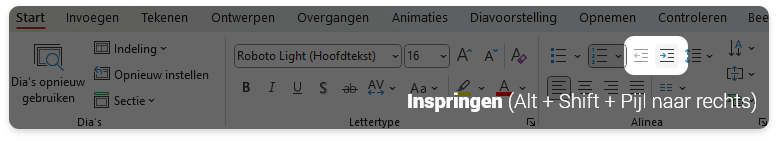 Start Invoegen Tekenen Ontwerpen Overgangen Animaties Diavoorstelling Opnemen Controleren Bee
Indeling
Dia's opnieuw gebruiken
Opnieuw instellen
Sectie
Dia's
Roboto Light (Hoofdtekst) 16 A A A
B I U S ab AV Aa A
Lettertype
Inspringen (Alt + Shift + Pijl naar rechts)
Alinea